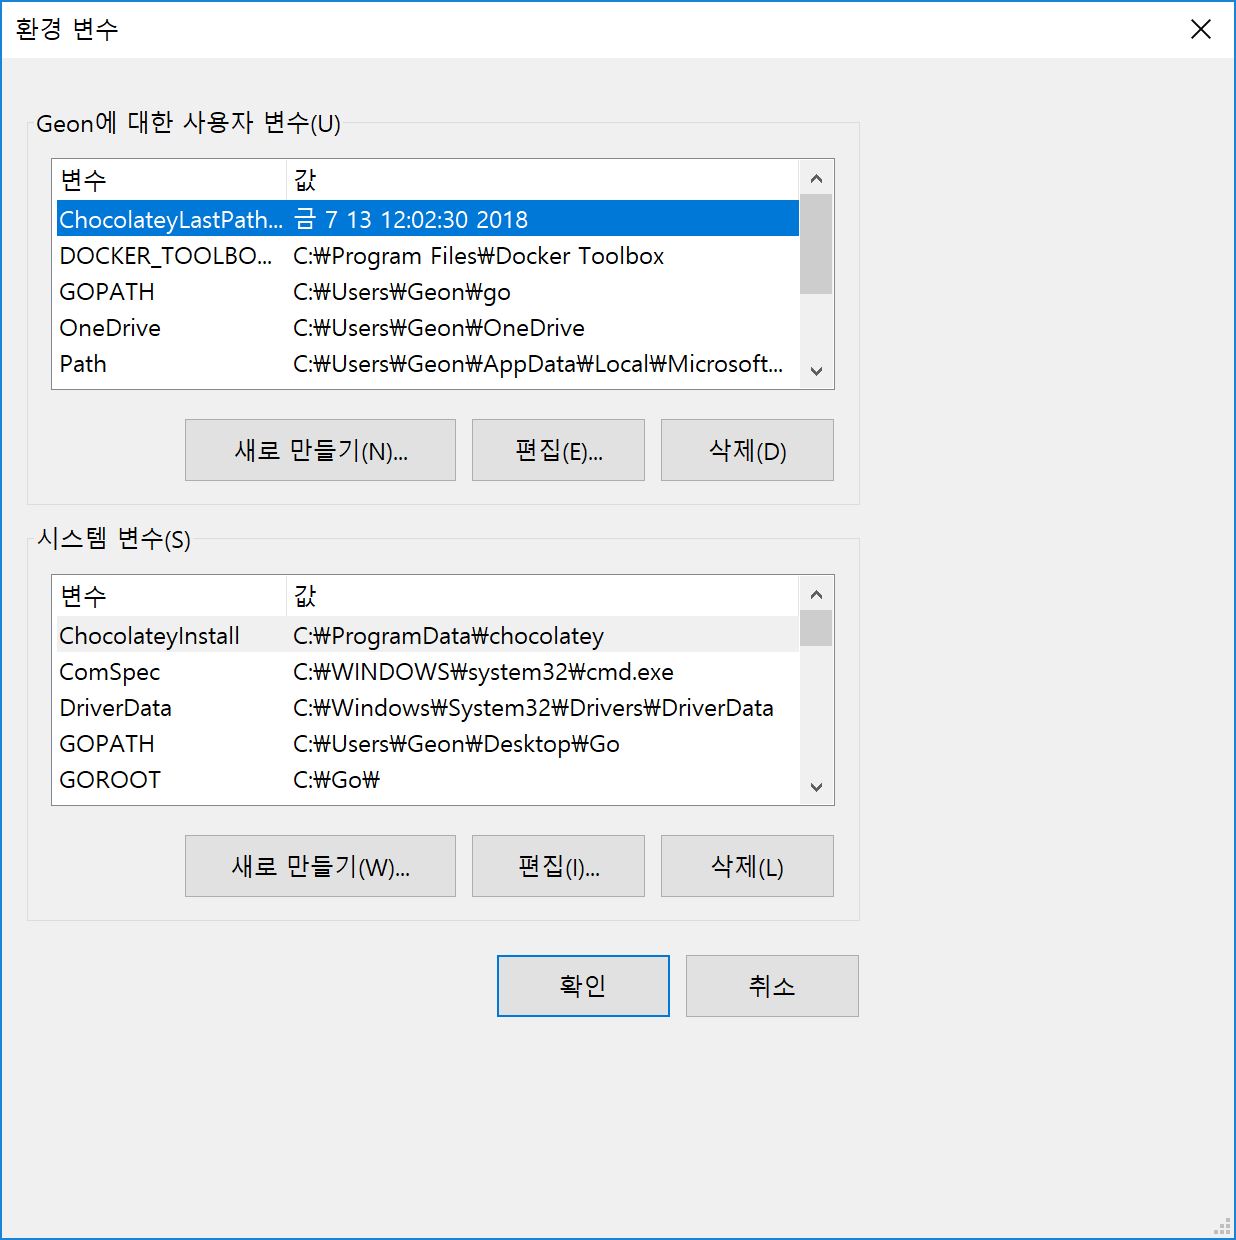 환경 변수
Geon에 대한 사용자 변수(U)
변수 값
ChocolateyLastPath... 금 7 13 12:02:30 2018
DOCKER_TOOLBO... C:₩Program Files₩Docker Toolbox
GOPATH C:₩Users₩Geon₩go
OneDrive C:₩Users₩Geon₩OneDrive
Path C:₩Users₩Geon₩AppData₩Local₩Microsoft...
새로 만들기(N)... 편집(E)... 삭제(D)
시스템 변수(S)
변수 값
ChocolateyInstall C:₩ProgramData₩chocolatey
ComSpec C:₩WINDOWS₩system32₩cmd.exe
DriverData C:₩Windows₩System32₩Drivers₩DriverData
GOPATH C:₩Users₩Geon₩Desktop₩Go
GOROOT C:₩Go₩
새로 만들기(W)... 편집(I)... 삭제(L)
확인 취소